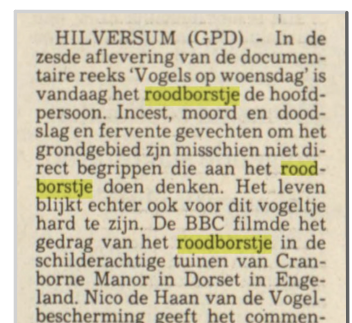 HILVERSUM (GPD) - In de
zesde aflevering van de documen-
taire reeks 'Vogels op woensdag' is
vandaag het roodborstje de hoofd-
persoon. Incest, moord en dood-
slag en fervente gevechten om het
grondgebied zjn misschien niet di-
rect begrippen die aan het rood-
borstje doen denken. Het leven
blijkt echter ook voor dit vogeltje
hard te zijn. De BBC filmde het
gedrag van het roodborstje in de
schilderachtige tuinen van Cran-
borne Manor in Dorset in Enge-
land. Nico de Haan van de Vogel-
bescherming geeft het commen-